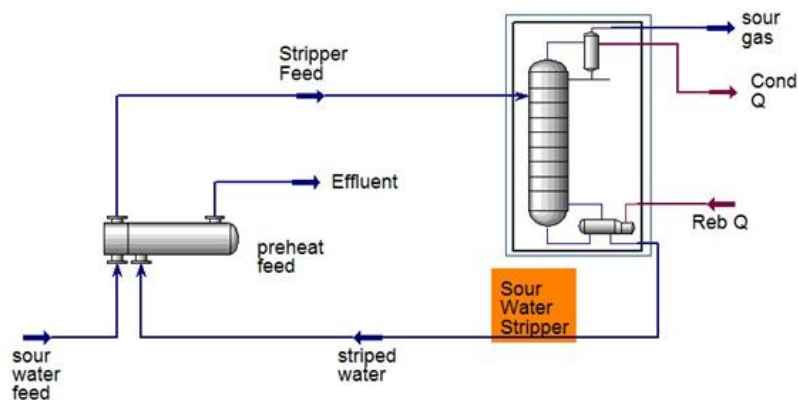 sour
gas
Stripper
Feed
Cond
Q
Effluent
Reb Q
preheat
feed
Sour
Water
Stripper
sour
water
feed
striped
water